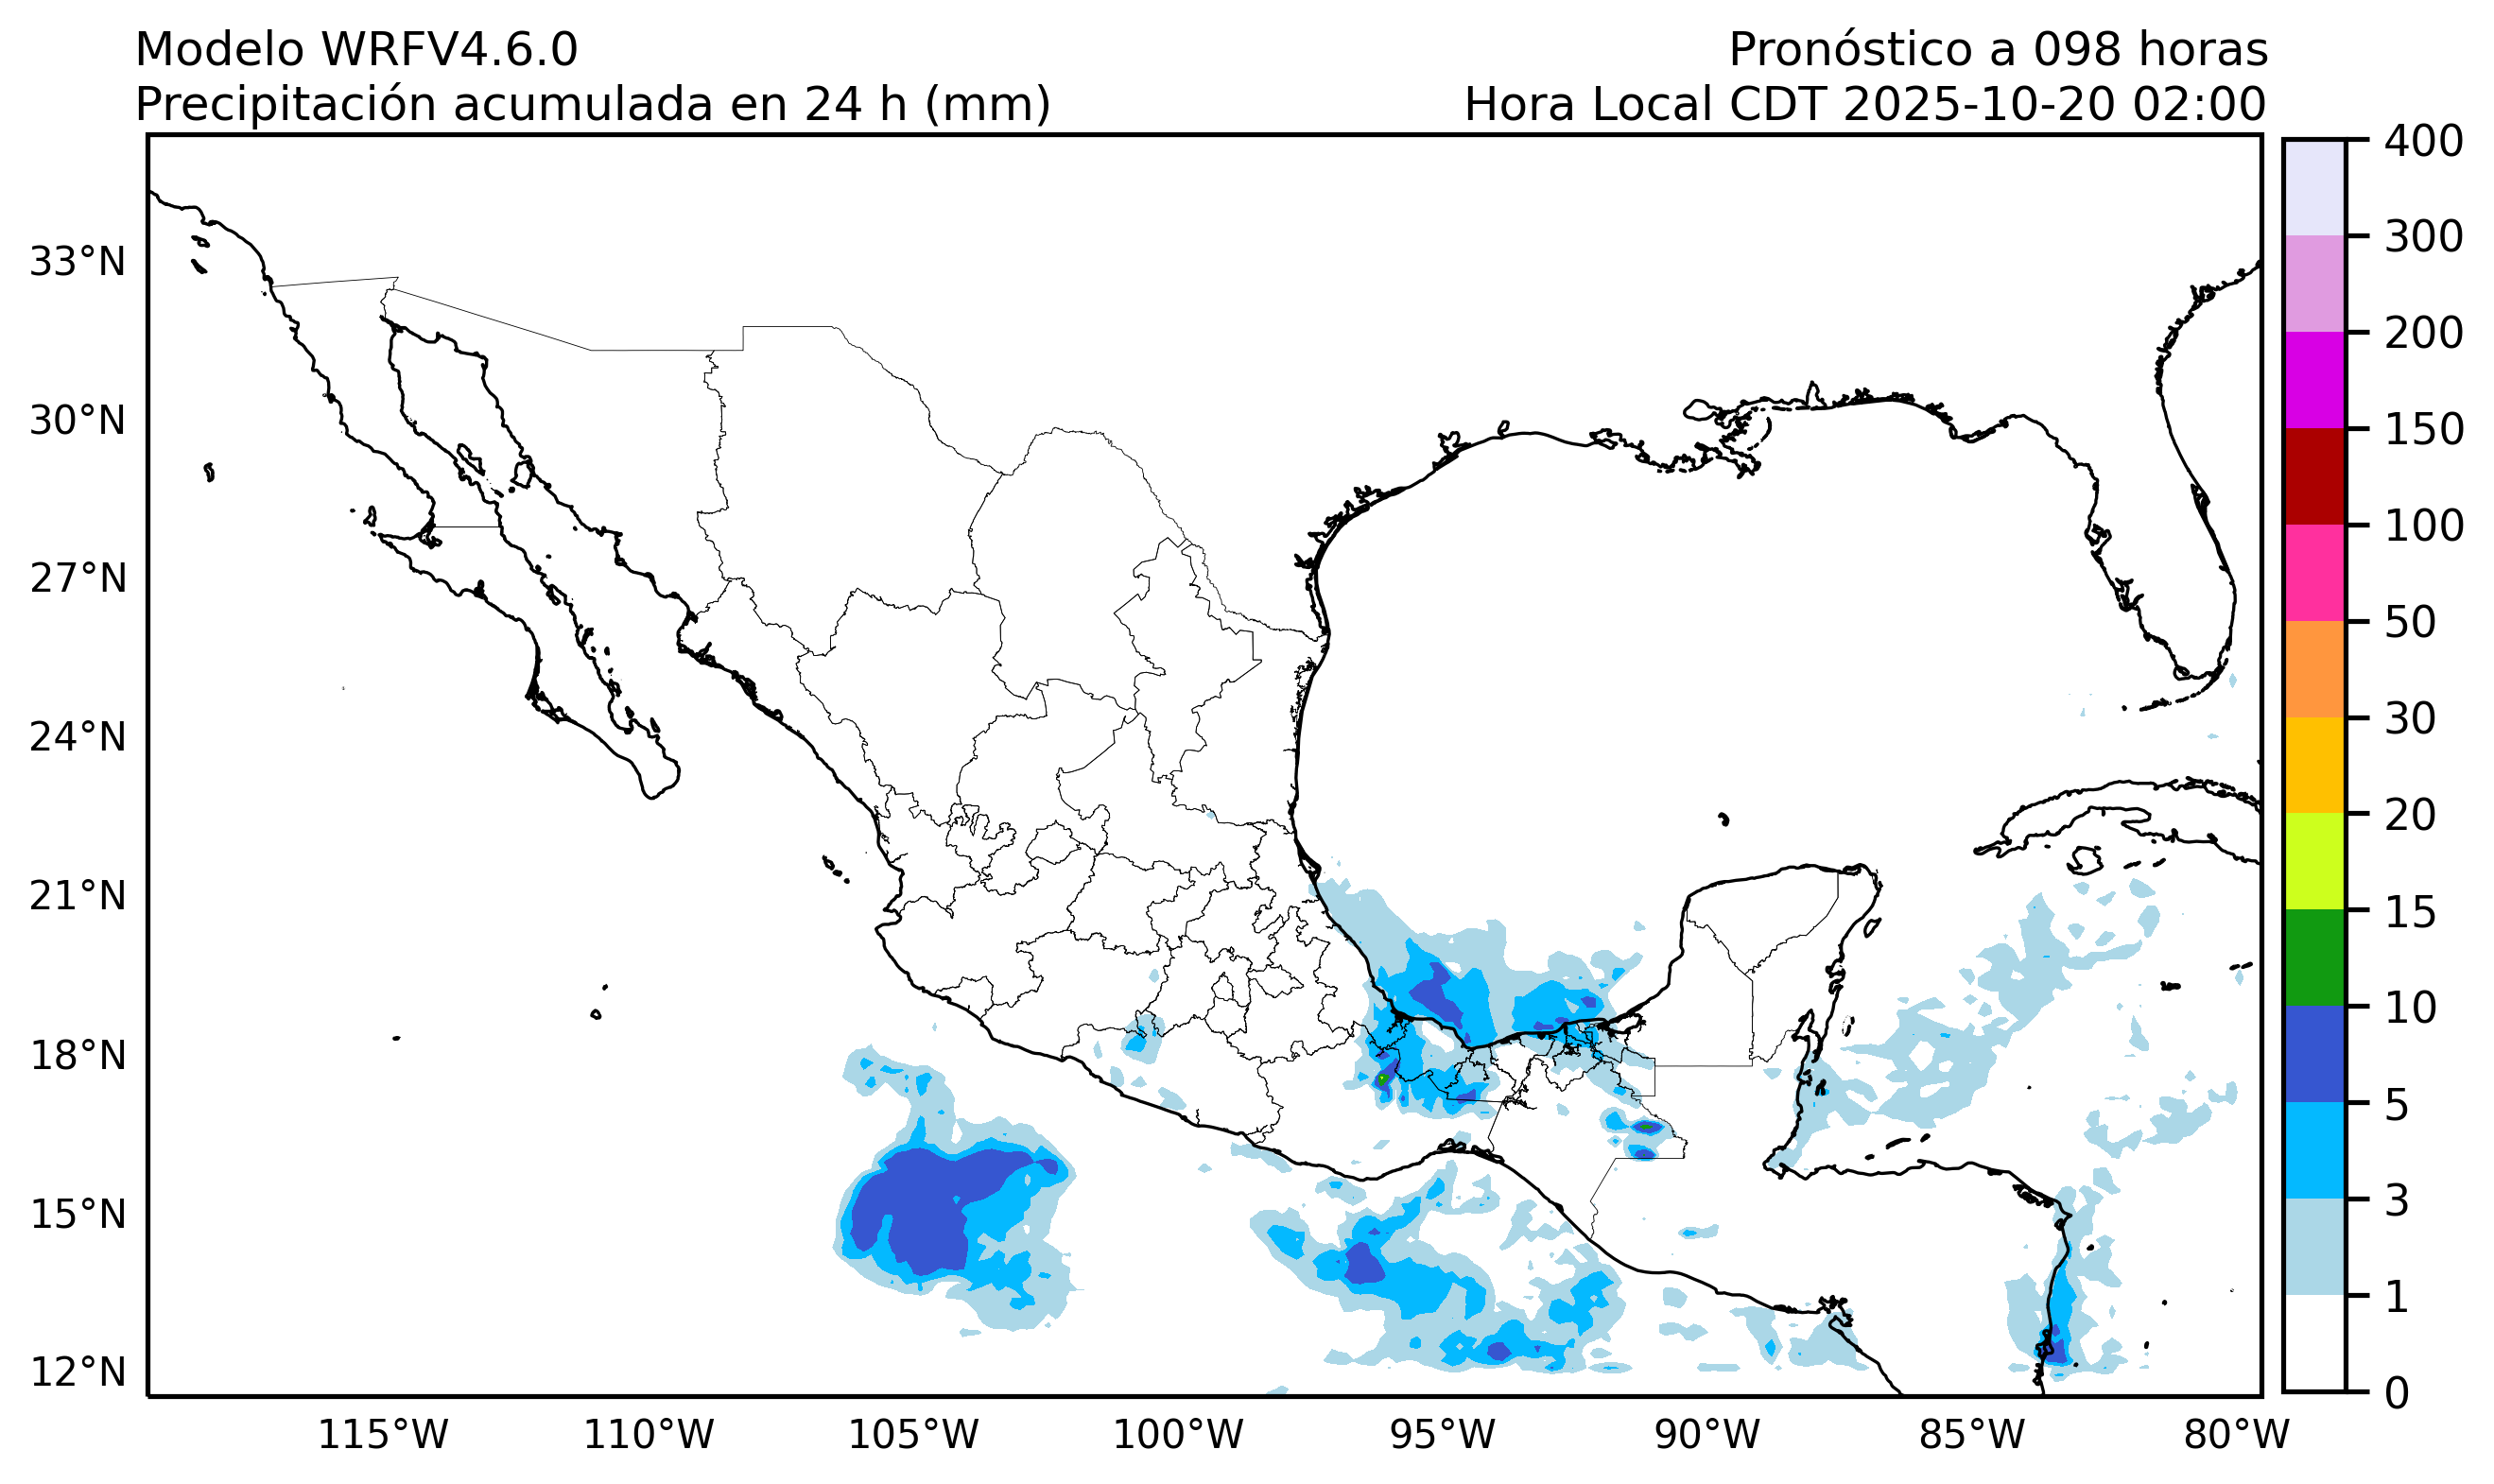 Modelo WRFV4.6.0
Pronóstico a 098 horas
Precipitación acumulada en 24 h (mm)
Hora Local CDT 2025-10-20 02:00
33°N
30°N
27°N
24°N
21°N
18°N
15°N
12°N
115°W
110°W
105°W
100°W
95°W
90°W
85°W
80°W
400
300
200
150
100
50
30
20
15
10
5
3
1
0